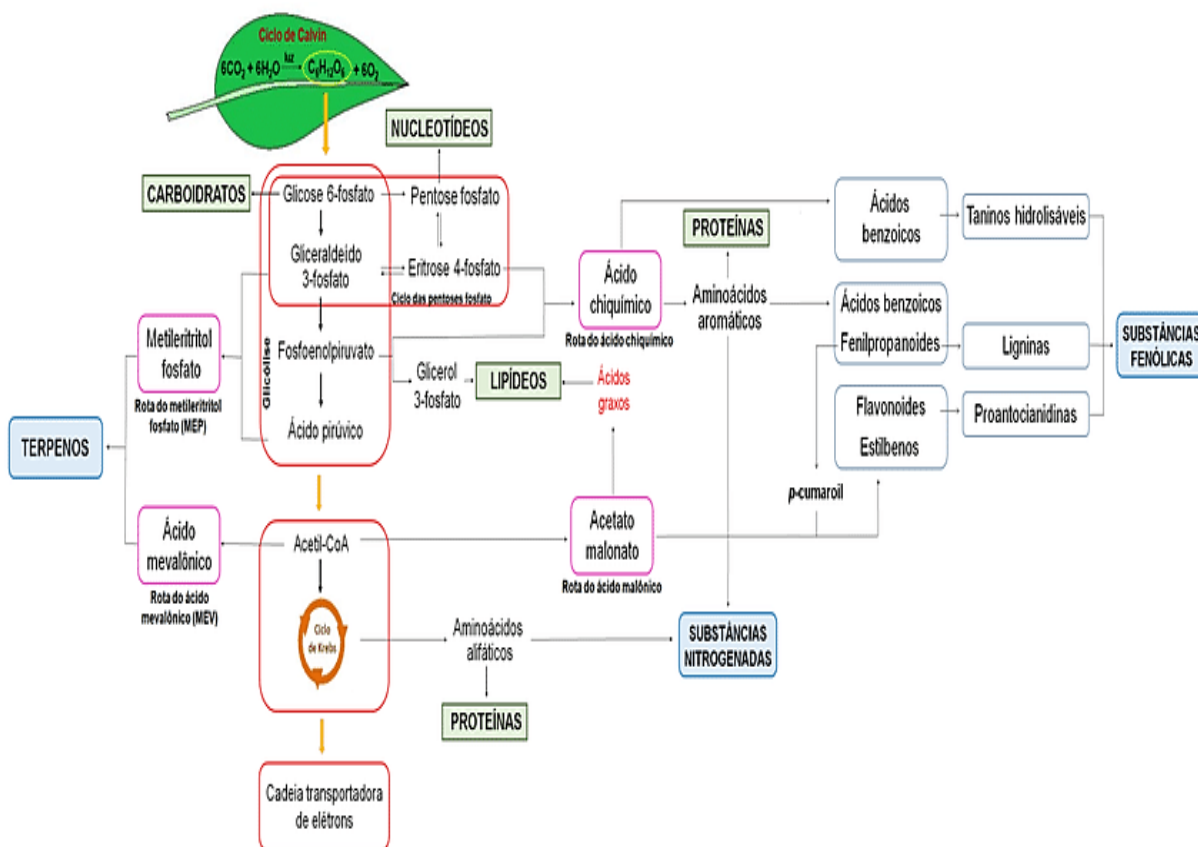 Ciclo de Calvin
6CO₂ + 6H₂O luz C₆H₁₂O₆ + 6O₂
NUCLEOTÍDEOS
CARBOIDRATOS
Glicose 6-fosfato
Pentose fosfato
Gliceraldeído
3-fosfato
Eritrose 4-fosfato
Ciclo das pentoses fosfato
Glicólise
Fosfoenolpiruvato
Ácido pirúvico
Glicerol
3-fosfato
LIPÍDEOS
Ácidos
graxos
Metileritritol
fosfato
Rota do metileritritol
fosfato (MEP)
TERPENOS
Ácido
mevalônico
Rota do ácido
mevalônico (MEV)
Acetil-CoA
Ciclo
de Krebs
Cadeia transportadora
de elétrons
Aminoácidos
alifáticos
PROTEÍNAS
Acetato
malonato
Rota do ácido malônico
SUBSTÂNCIAS
NITROGENADAS
Ácido
chiquímico
Rota do ácido chiquímico
PROTEÍNAS
Aminoácidos
aromáticos
Ácidos
benzoicos
Taninos hidrolisáveis
Ácidos benzoicos
Fenilpropanoides
Ligninas
Flavonoides
Estilbenos
Proantocianidinas
p-cumaroil
SUBSTÂNCIAS
FENÓLICAS